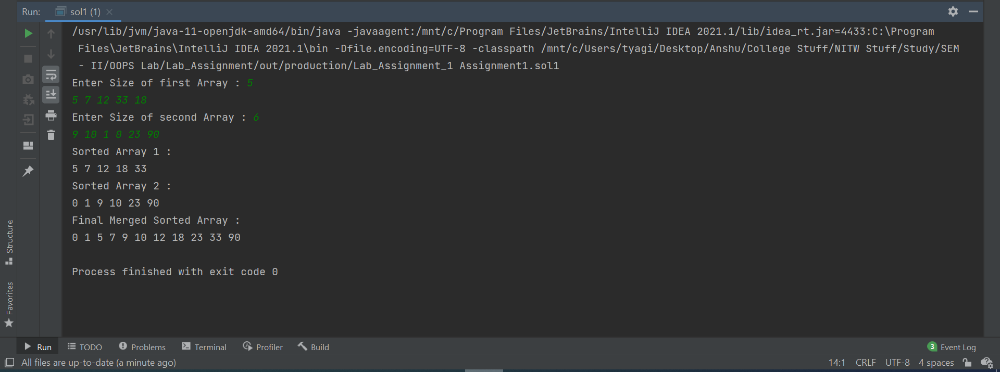 Run: sol1 (1)
/usr/lib/jvm/java-11-openjdk-amd64/bin/java -javaagent:/mnt/c/Program Files/JetBrains/IntelliJ IDEA 2021.1/lib/idea_rt.jar=4433:C:\Program
Files\JetBrains\IntelliJ IDEA 2021.1\bin -Dfile.encoding=UTF-8 -classpath /mnt/c/Users/tyagi/Desktop/Anshu/College Stuff/NITW Stuff/Study/SEM
- II/OOPS Lab/Lab_Assignment/out/production/Lab_Assignment_1 Assignment1.sol1
Enter Size of first Array : 5
5 7 12 33 18
Enter Size of second Array : 6
9 10 1 0 23 90
Sorted Array 1 :
5 7 12 18 33
Sorted Array 2 :
0 1 9 10 23 90
Final Merged Sorted Array :
0 1 5 7 9 10 12 18 23 33 90
Process finished with exit code 0
Structure
Favorites
Run TODO Problems Terminal Profiler Build 3 Event Log
All files are up-to-date (a minute ago) 14:1 CRLF UTF-8 4 spaces